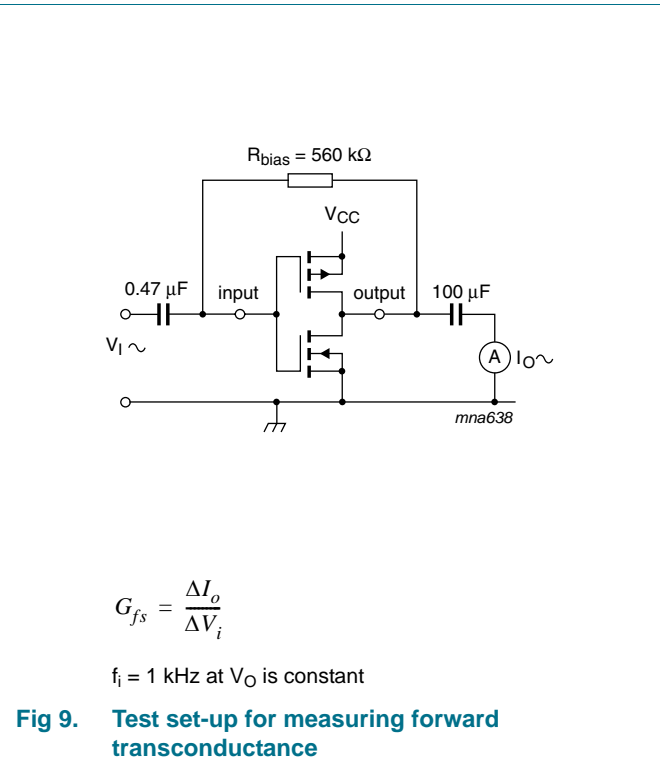 R_bias = 560 kΩ
V_CC
0.47 μF
input
output
100 μF
V_I ~
A
I_O~
mna638
G_fs = ΔI_o / ΔV_i
f_i = 1 kHz at V_O is constant
Fig 9. Test set-up for measuring forward
transconductance